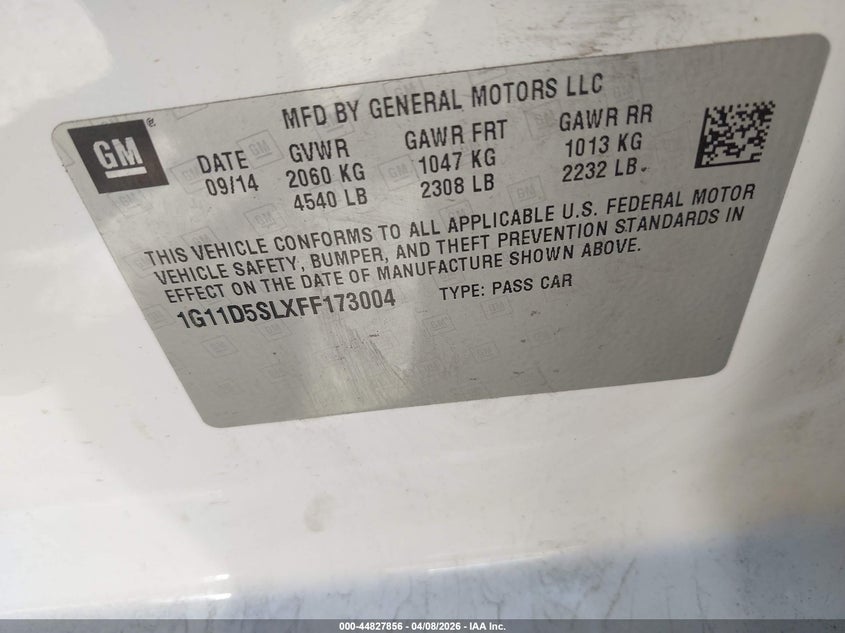 MFD BY GENERAL MOTORS LLC
GM®
DATE GVWR GAWR FRT GAWR RR
09/14 2060 KG 1047 KG 1013 KG
4540 LB 2308 LB 2232 LB
THIS VEHICLE CONFORMS TO ALL APPLICABLE U.S. FEDERAL MOTOR
VEHICLE SAFETY, BUMPER, AND THEFT PREVENTION STANDARDS IN
EFFECT ON THE DATE OF MANUFACTURE SHOWN ABOVE.
1G11D5SLXFF173004 TYPE: PASS CAR
000-44827856 | 04/08/2026 - IAA Inc.